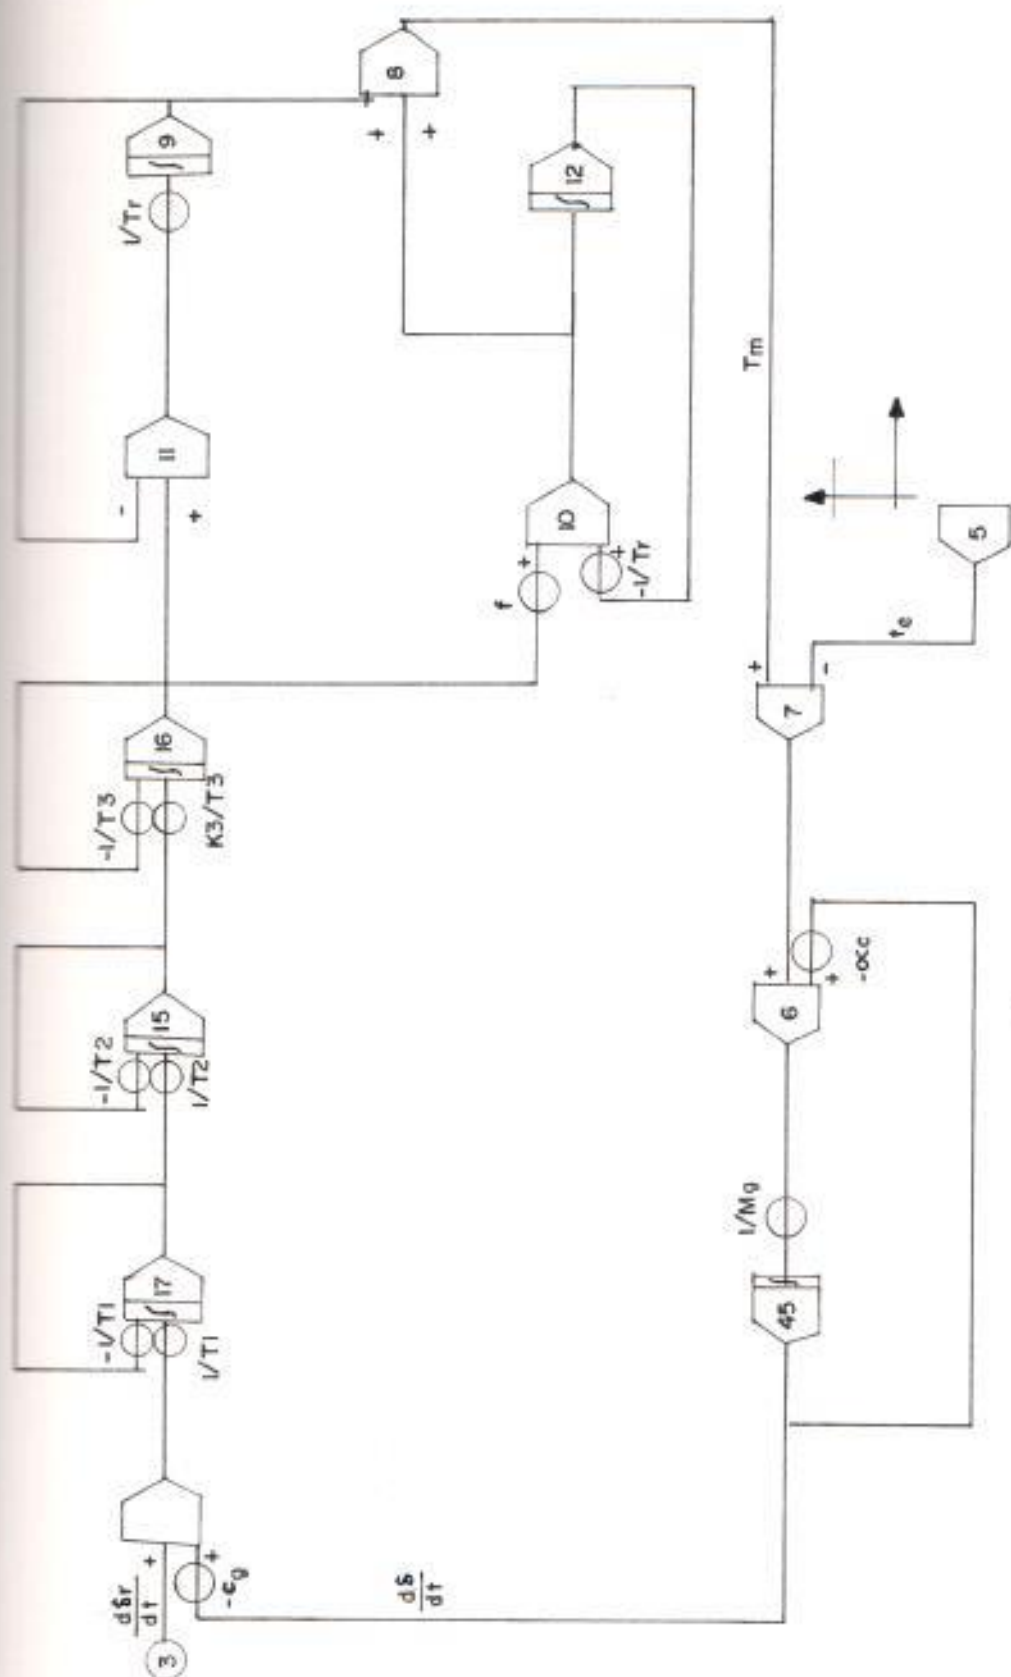 dδr
dt
3
+
+
-eg
-1/T1
1/T1
∫
17
-1/T2
1/T2
∫
15
-1/T3
K3/T3
∫
16
-
+
11
1/Tr
∫
9
f
+
+
-1/Tr
10
∫
12
+
+
+
8
Tm
dδ
dt
45
∫
1/Mg
6
+
+
-αc
7
+
-
te
5